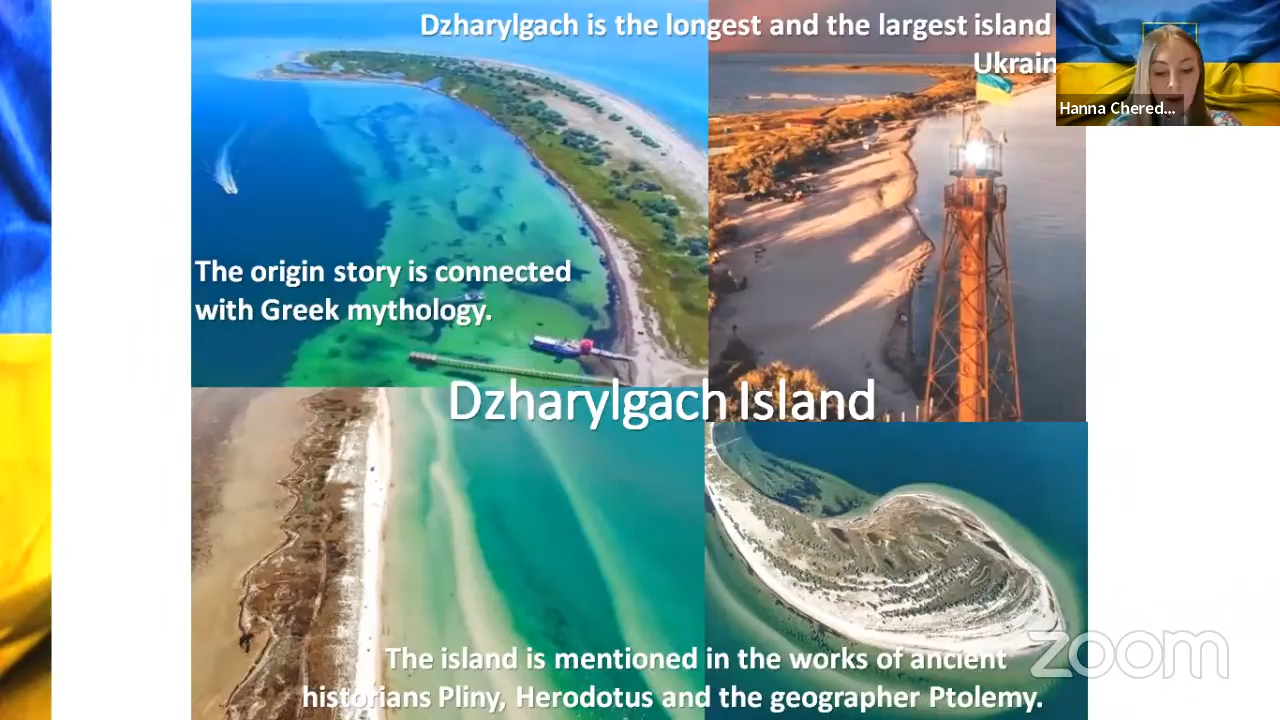 Dzharylgach is the longest and the largest island
Ukrain
Hanna Chered...
The origin story is connected
with Greek mythology.
Dzharylgach Island
The island is mentioned in the works of ancient
historians Pliny, Herodotus and the geographer Ptolemy.
zoom